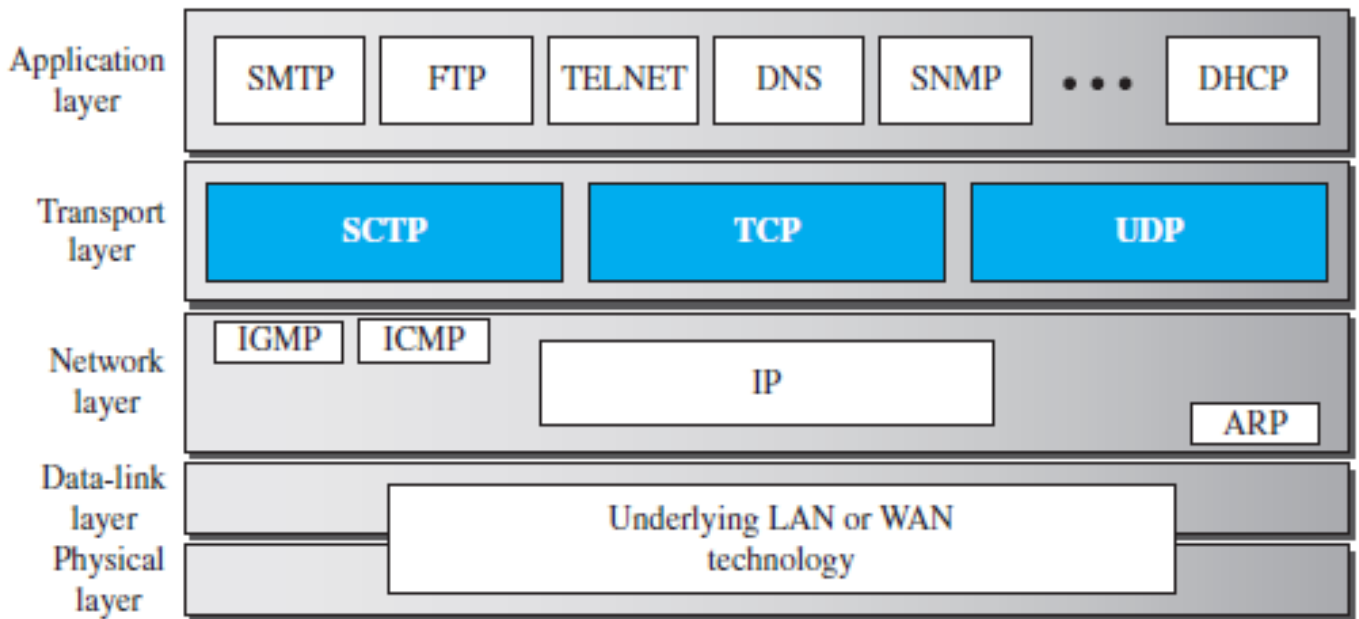 Application
layer
SMTP
FTP
TELNET
DNS
SNMP
• • •
DHCP
Transport
layer
SCTP
TCP
UDP
Network
layer
IGMP
ICMP
IP
ARP
Data-link
layer
Physical
layer
Underlying LAN or WAN
technology